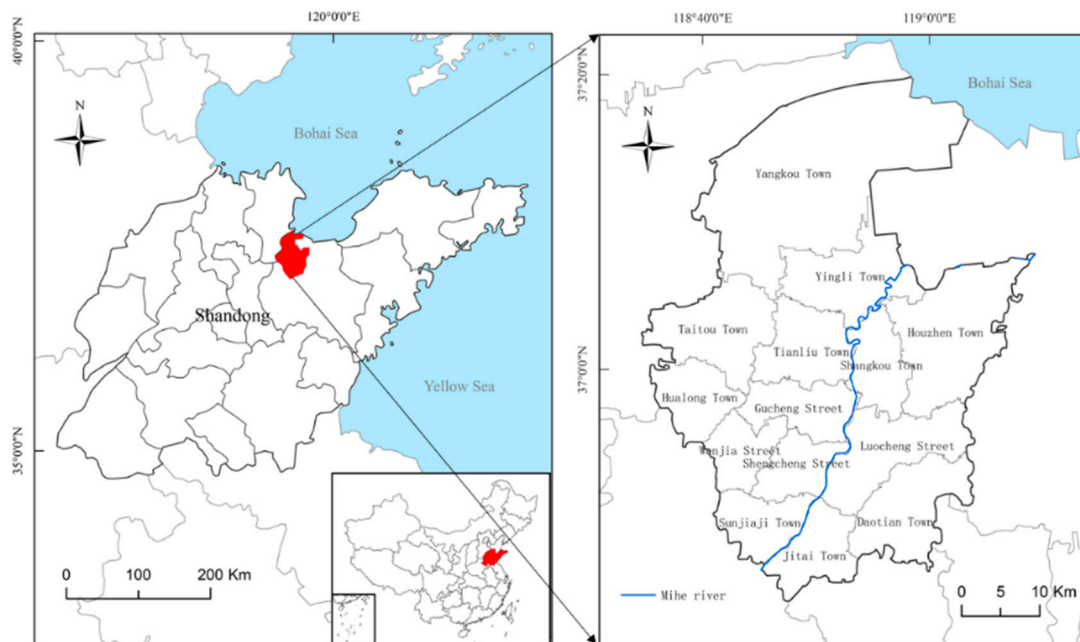 120°0'0"E
40°0'0"N
N
Bohai Sea
Shandong
Yellow Sea
35°0'0"N
0 100 200 Km
118°40'0"E 119°0'0"E
37°20'0"N
Bohai Sea
N
Yangkou Town
Yingli Town
Taitou Town
Houzhen Town
Tianliu Town
Shangkou Town
37°0'0"N
Hualong Town
Gucheng Street
Luocheng Street
Wenjia Street
Shengcheng Street
Sunjiaji Town
Daotian Town
Jitai Town
Mihe river
0 5 10 Km